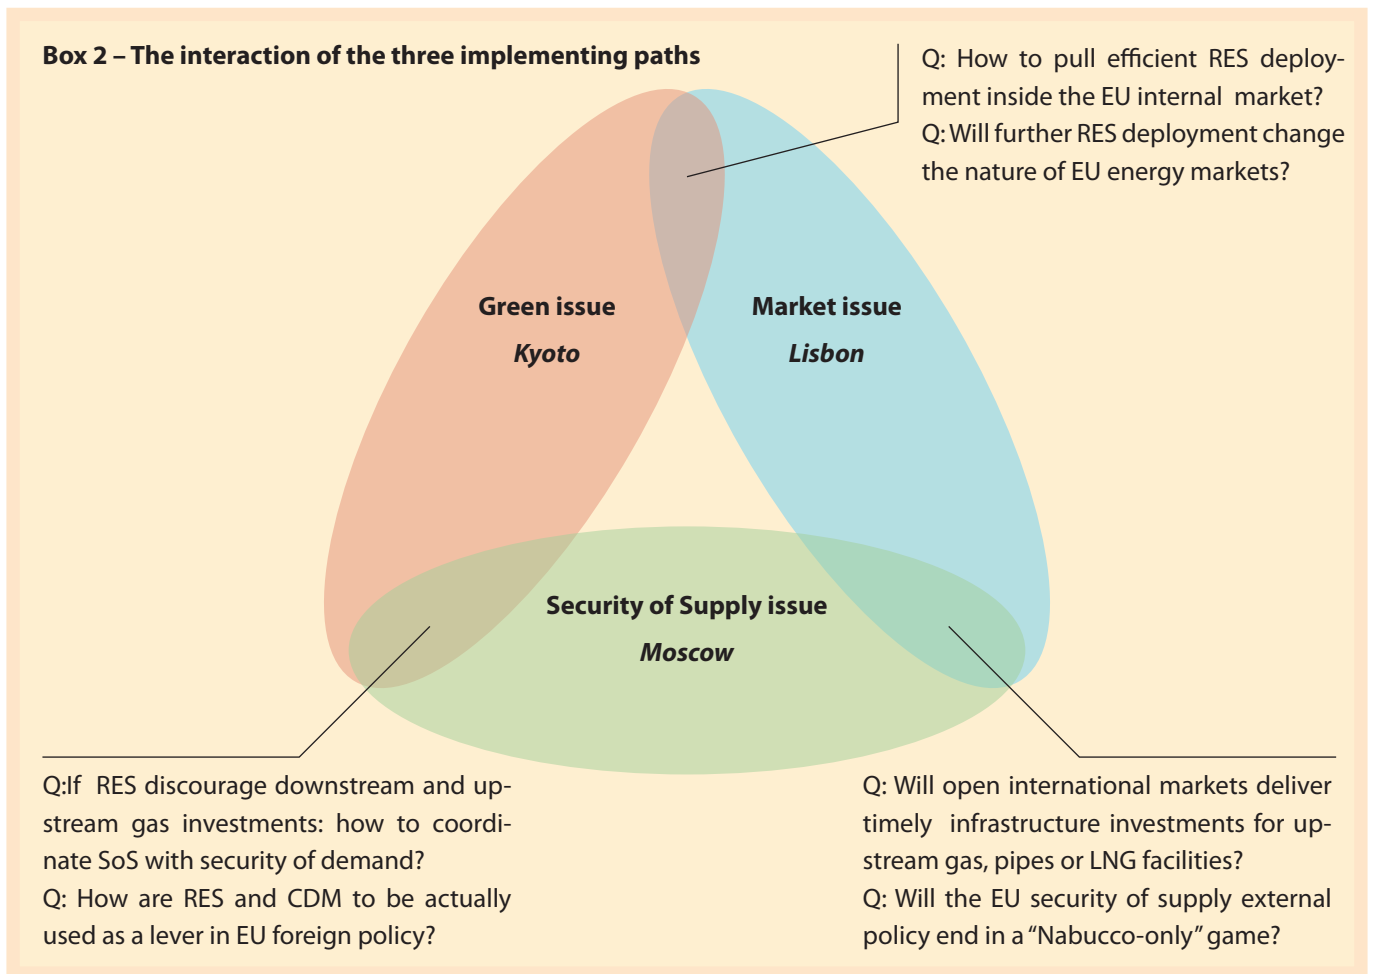 Box 2 – The interaction of the three implementing paths
Q: How to pull efficient RES deploy-
ment inside the EU internal market?
Q: Will further RES deployment change
the nature of EU energy markets?
Green issue
Kyoto
Market issue
Lisbon
Security of Supply issue
Moscow
Q:If RES discourage downstream and up-
stream gas investments: how to coordi-
nate SoS with security of demand?
Q: How are RES and CDM to be actually
used as a lever in EU foreign policy?
Q: Will open international markets deliver
timely infrastructure investments for up-
stream gas, pipes or LNG facilities?
Q: Will the EU security of supply external
policy end in a “Nabucco-only” game?